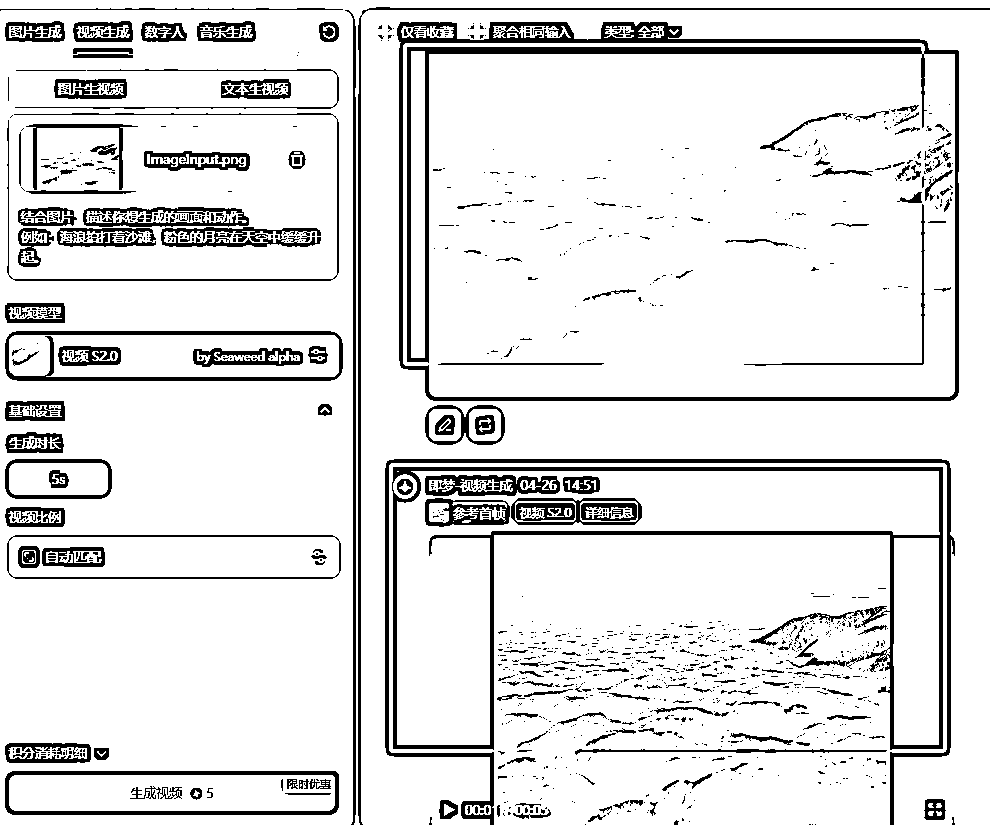 图片生成 视频生成 数字人 音乐生成
图片生视频 文本生视频
ImageInput.png
结合图片，描述你想生成的画面和动作。
例如：海浪拍打着沙滩，粉色的月亮在天空中缓缓升
起。
视频模型
视频 S2.0 by Seaweed alpha
基础设置
生成时长
5s
视频比例
自动匹配
积分消耗明细
生成视频 5
限时优惠
仅看收藏 聚合相同输入 类型: 全部
即梦-视频生成 04-26 14:51
参考首帧 视频 S2.0 详细信息